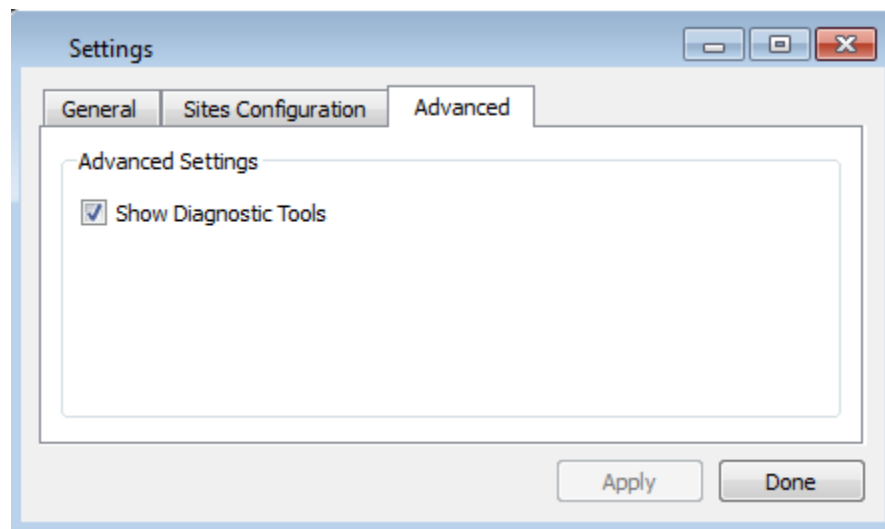 Settings
General Sites Configuration Advanced
Advanced Settings
Show Diagnostic Tools
Apply Done